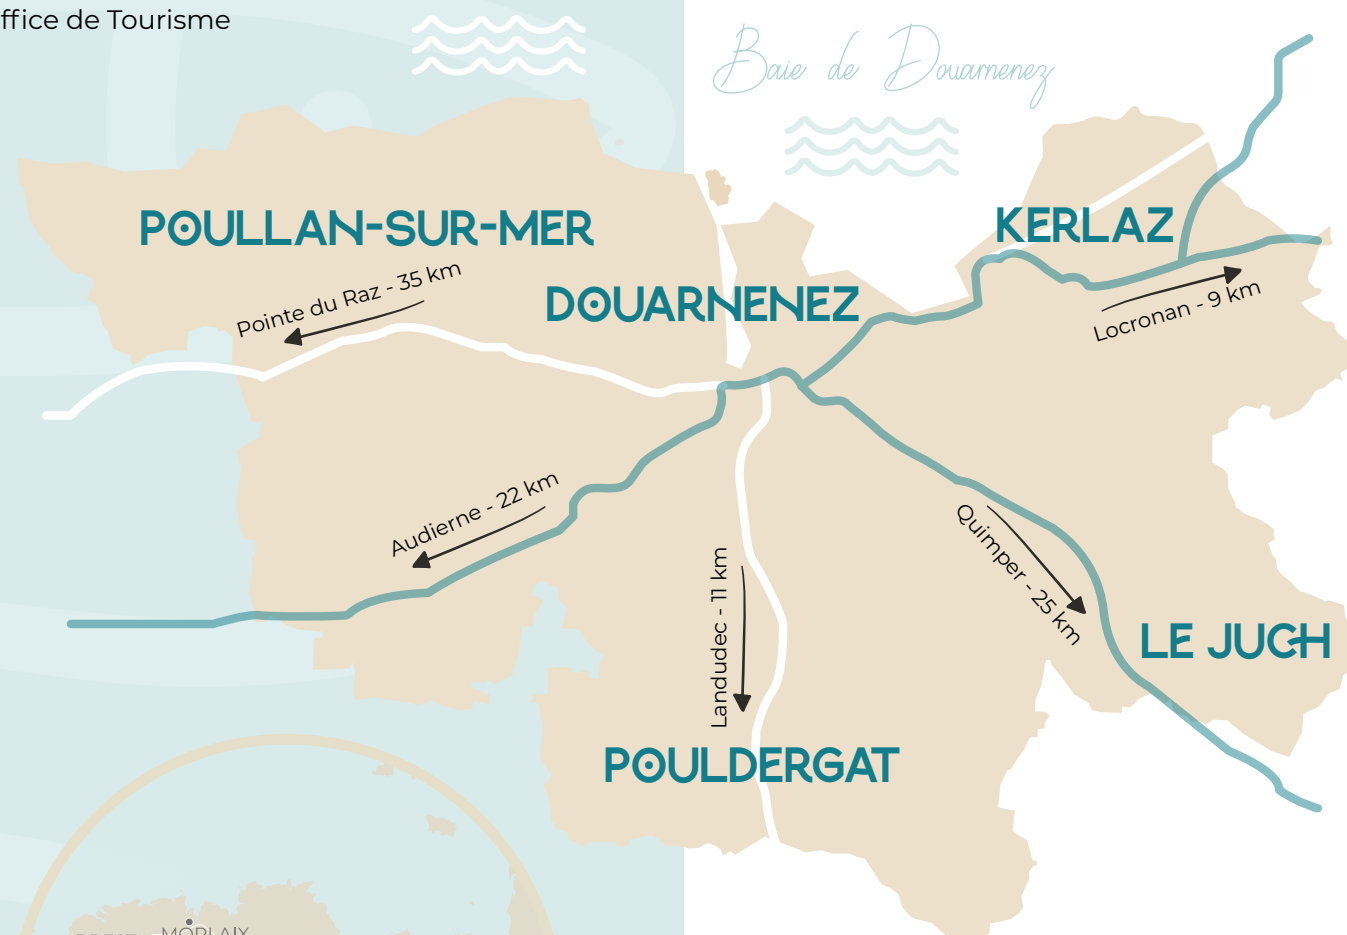 ffice de Tourisme
Baie de Douarnenez
POULLAN-SUR-MER
KERLAZ
Pointe du Raz - 35 km
DOUARNENEZ
Locronan - 9 km
Audierne - 22 km
Quimper - 25 km
Landudec - 11 km
LE JUCH
POULDERGAT
MORLAIX